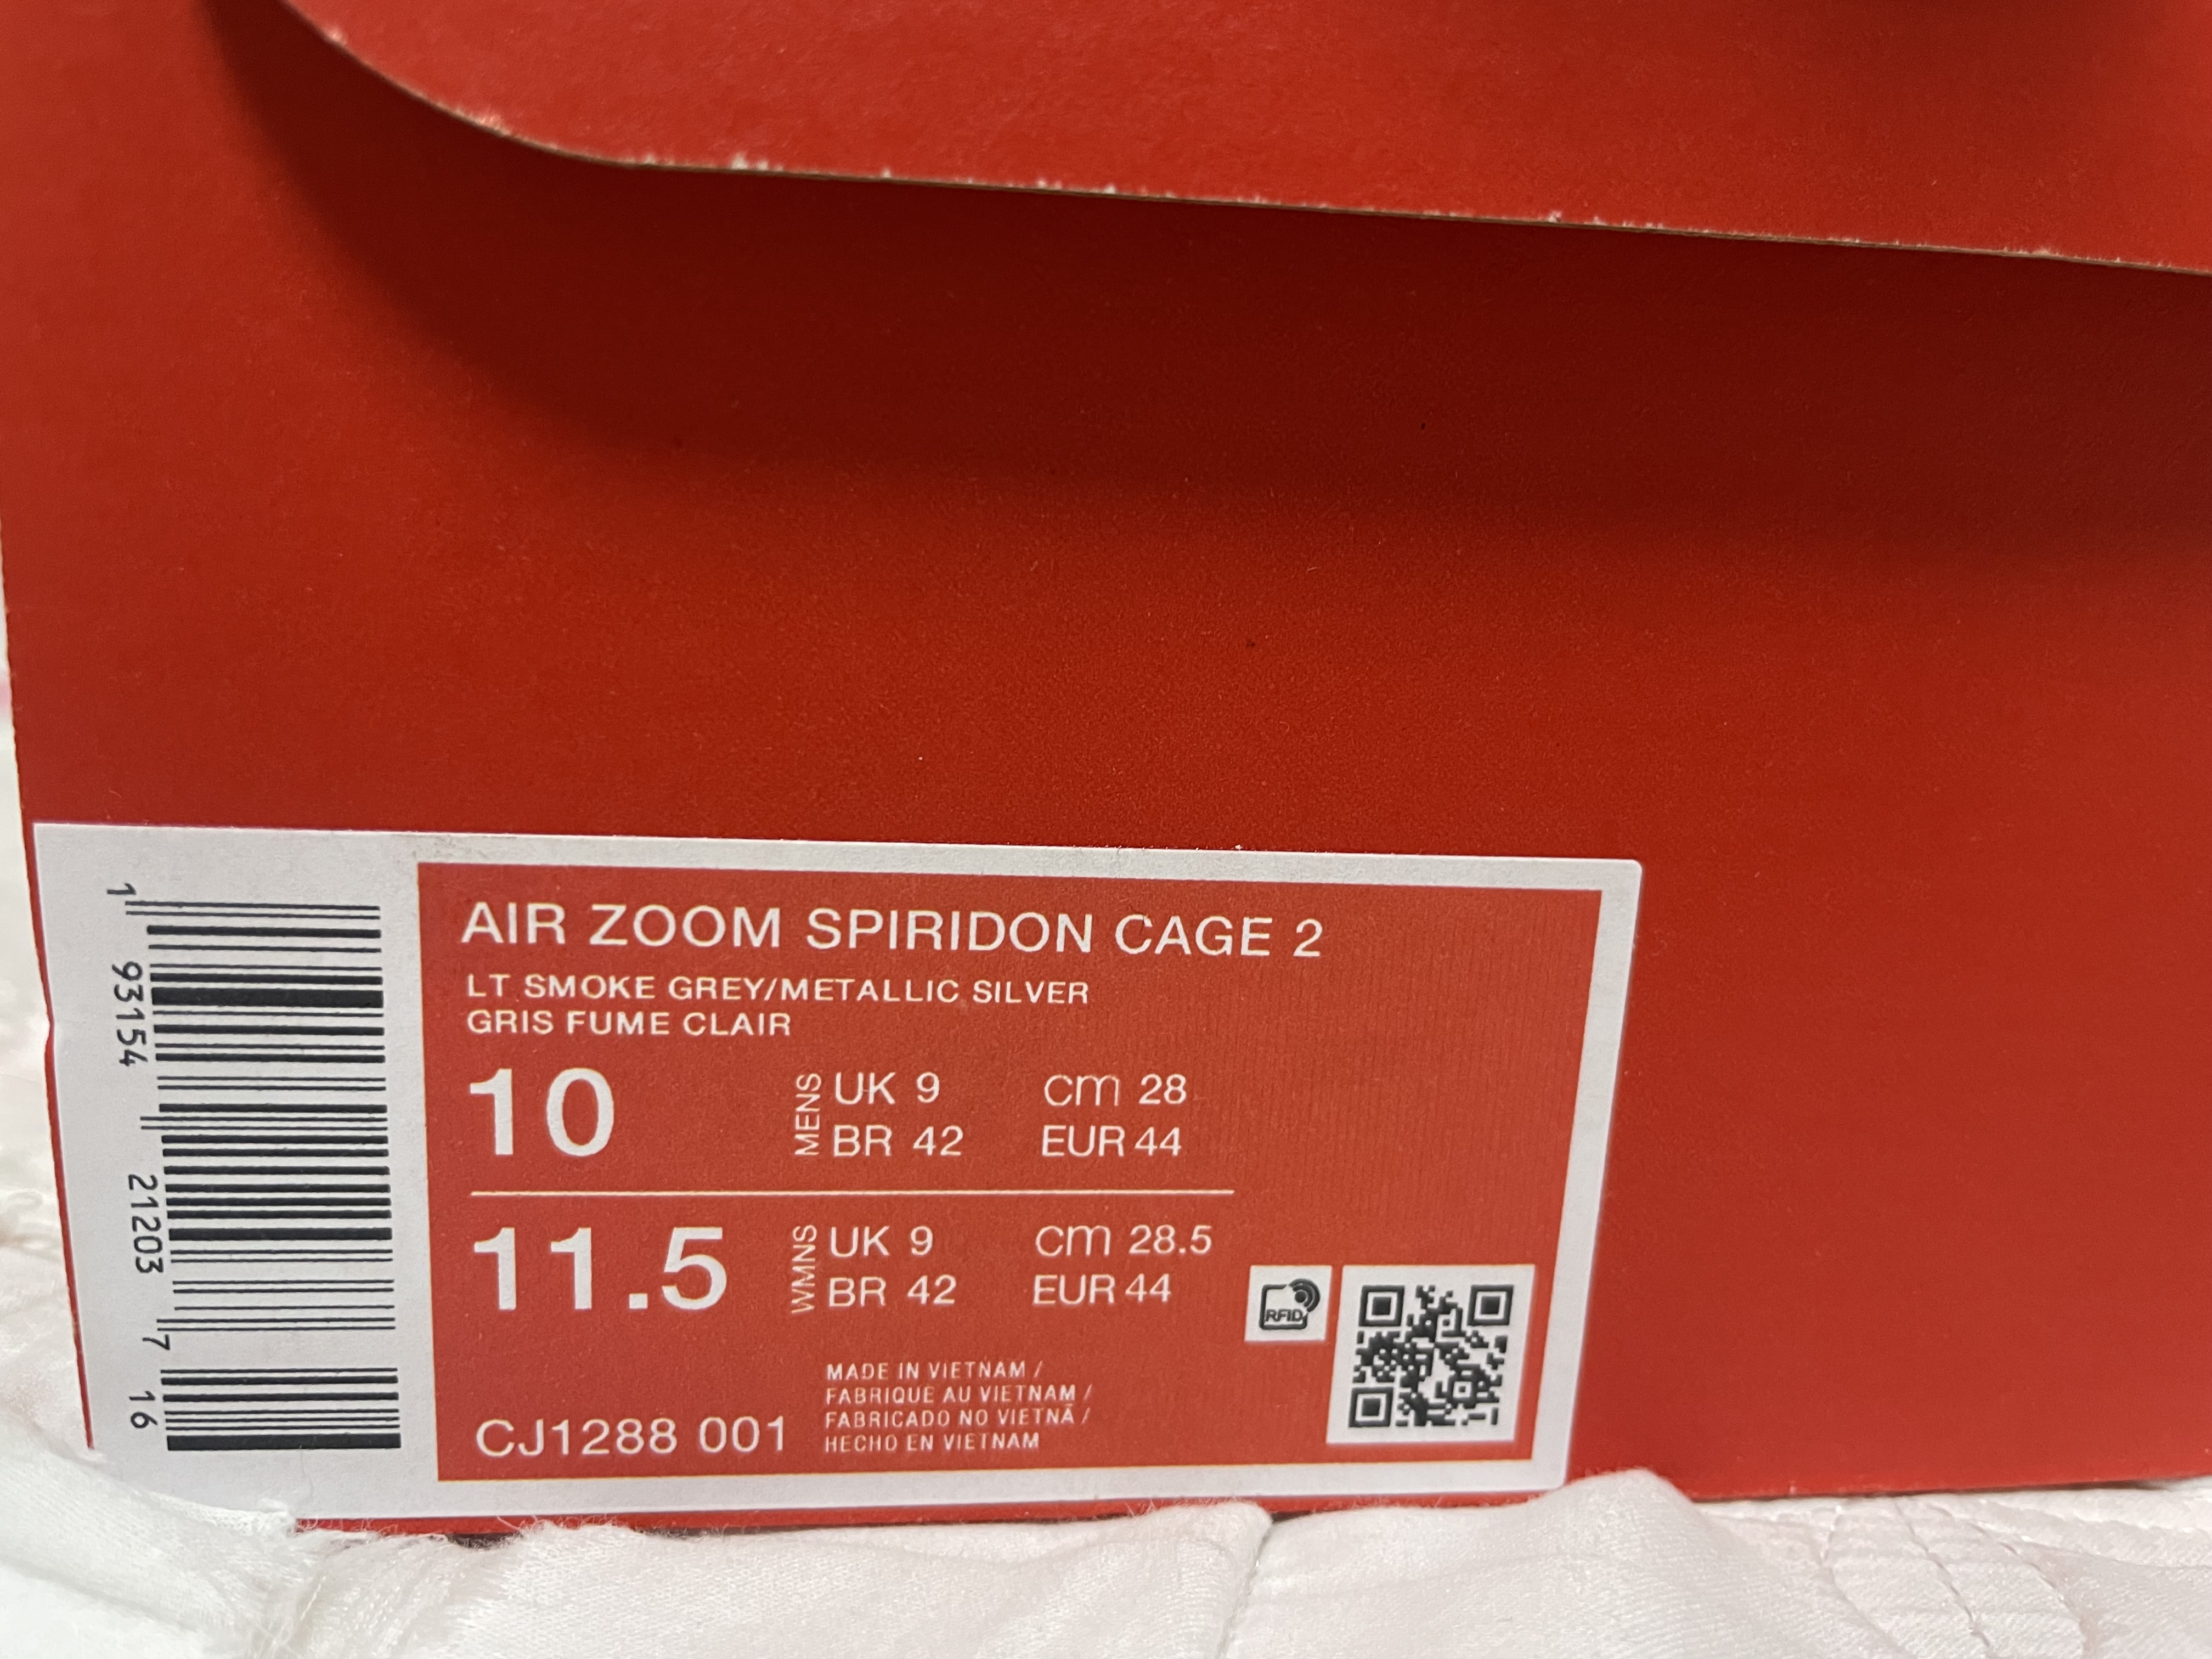 AIR ZOOM SPIRIDON CAGE 2
LT SMOKE GREY/METALLIC SILVER
GRIS FUME CLAIR
10 MENS UK 9 cm 28
BR 42 EUR 44
11.5 WMNS UK 9 cm 28.5
BR 42 EUR 44
RFID
MADE IN VIETNAM /
FABRIQUE AU VIETNAM /
FABRICADO NO VIETNÃ /
HECHO EN VIETNAM
CJ1288 001
1 93154 21203 7 16